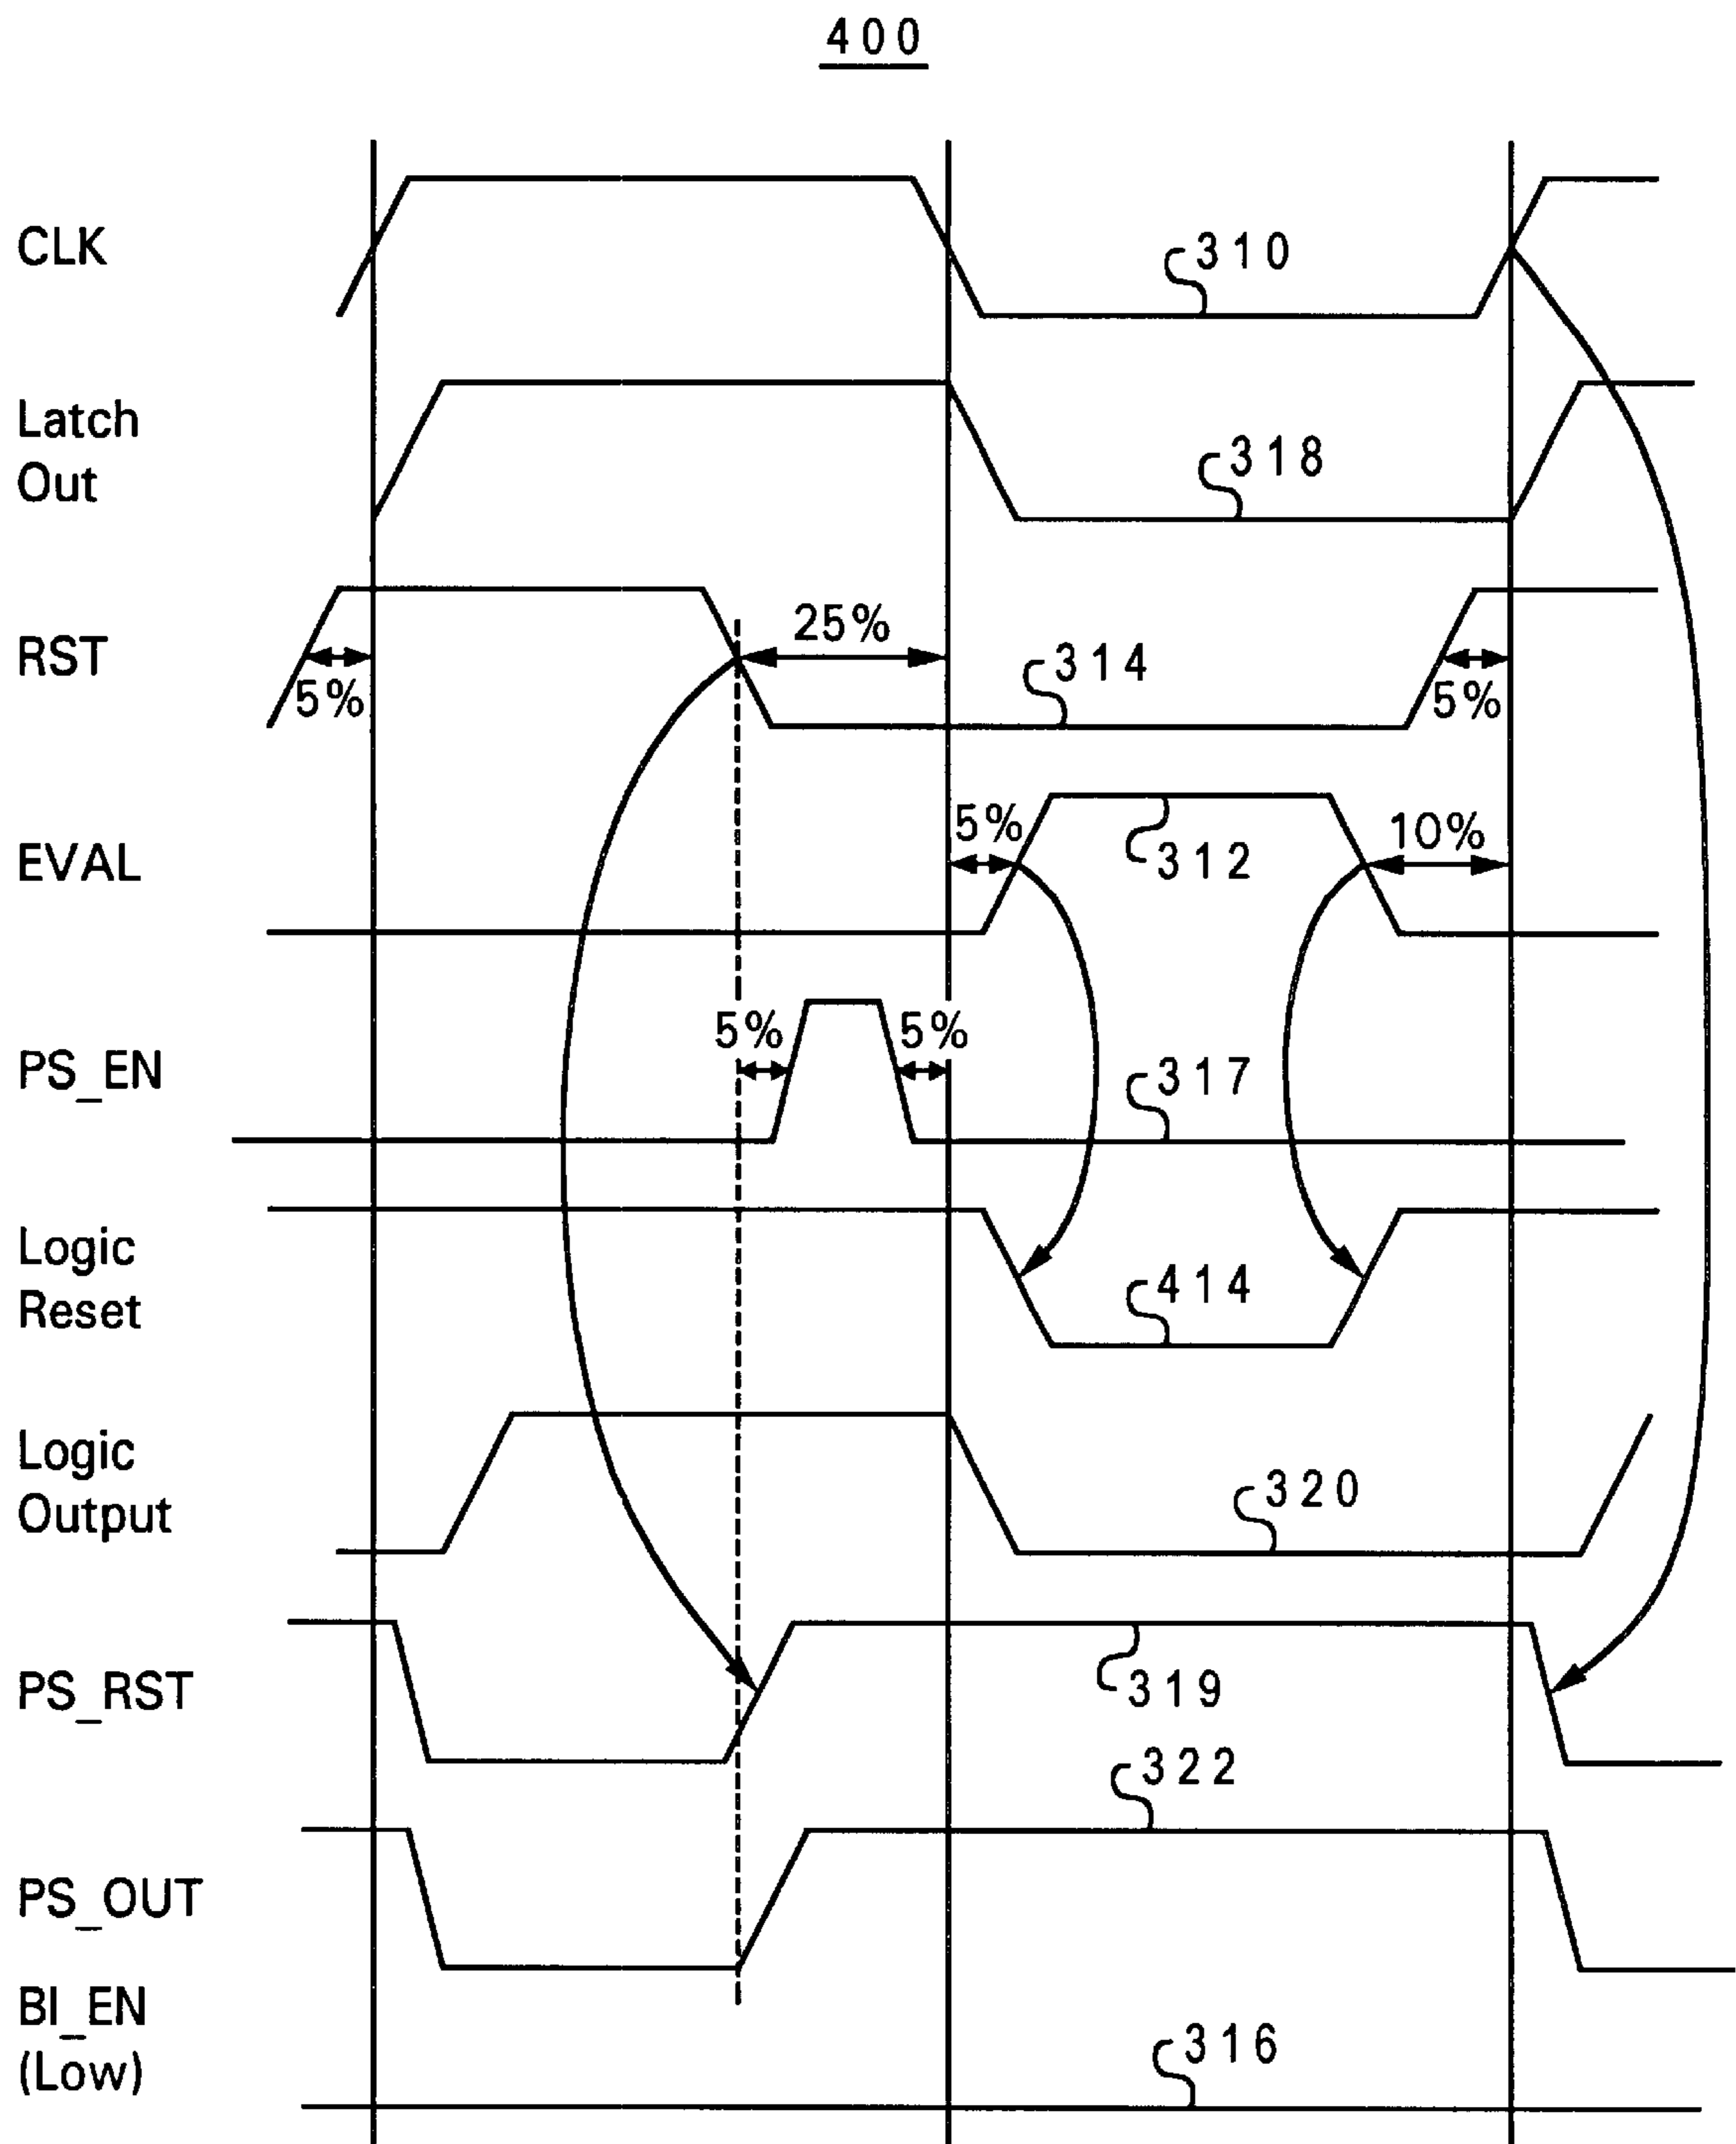 400
CLK
310
Latch
Out
318
RST
5%
25%
314
5%
EVAL
5%
312
10%
PS_EN
5%
5%
317
Logic
Reset
414
Logic
Output
320
PS_RST
319
322
PS_OUT
BI_EN
(Low)
316